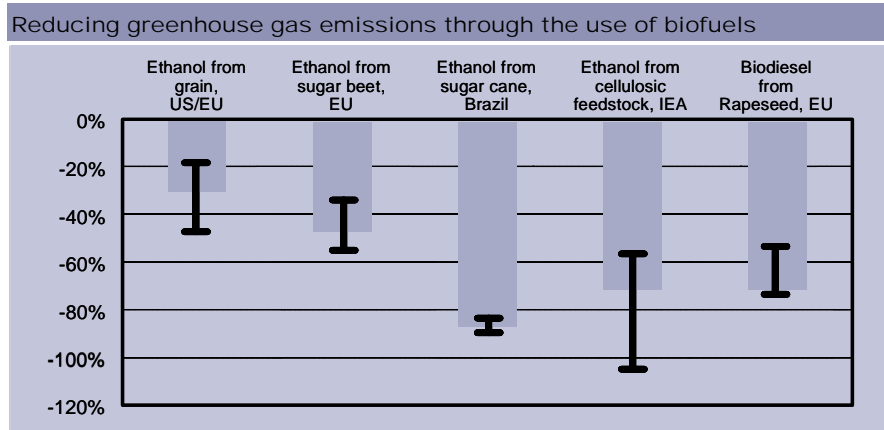 Reducing greenhouse gas emissions through the use of biofuels
Ethanol from
grain,
US/EU
Ethanol from
sugar beet,
EU
Ethanol from
sugar cane,
Brazil
Ethanol from
cellulosic
feedstock, IEA
Biodiesel
from
Rapeseed, EU
0%
-20%
-40%
-60%
-80%
-100%
-120%